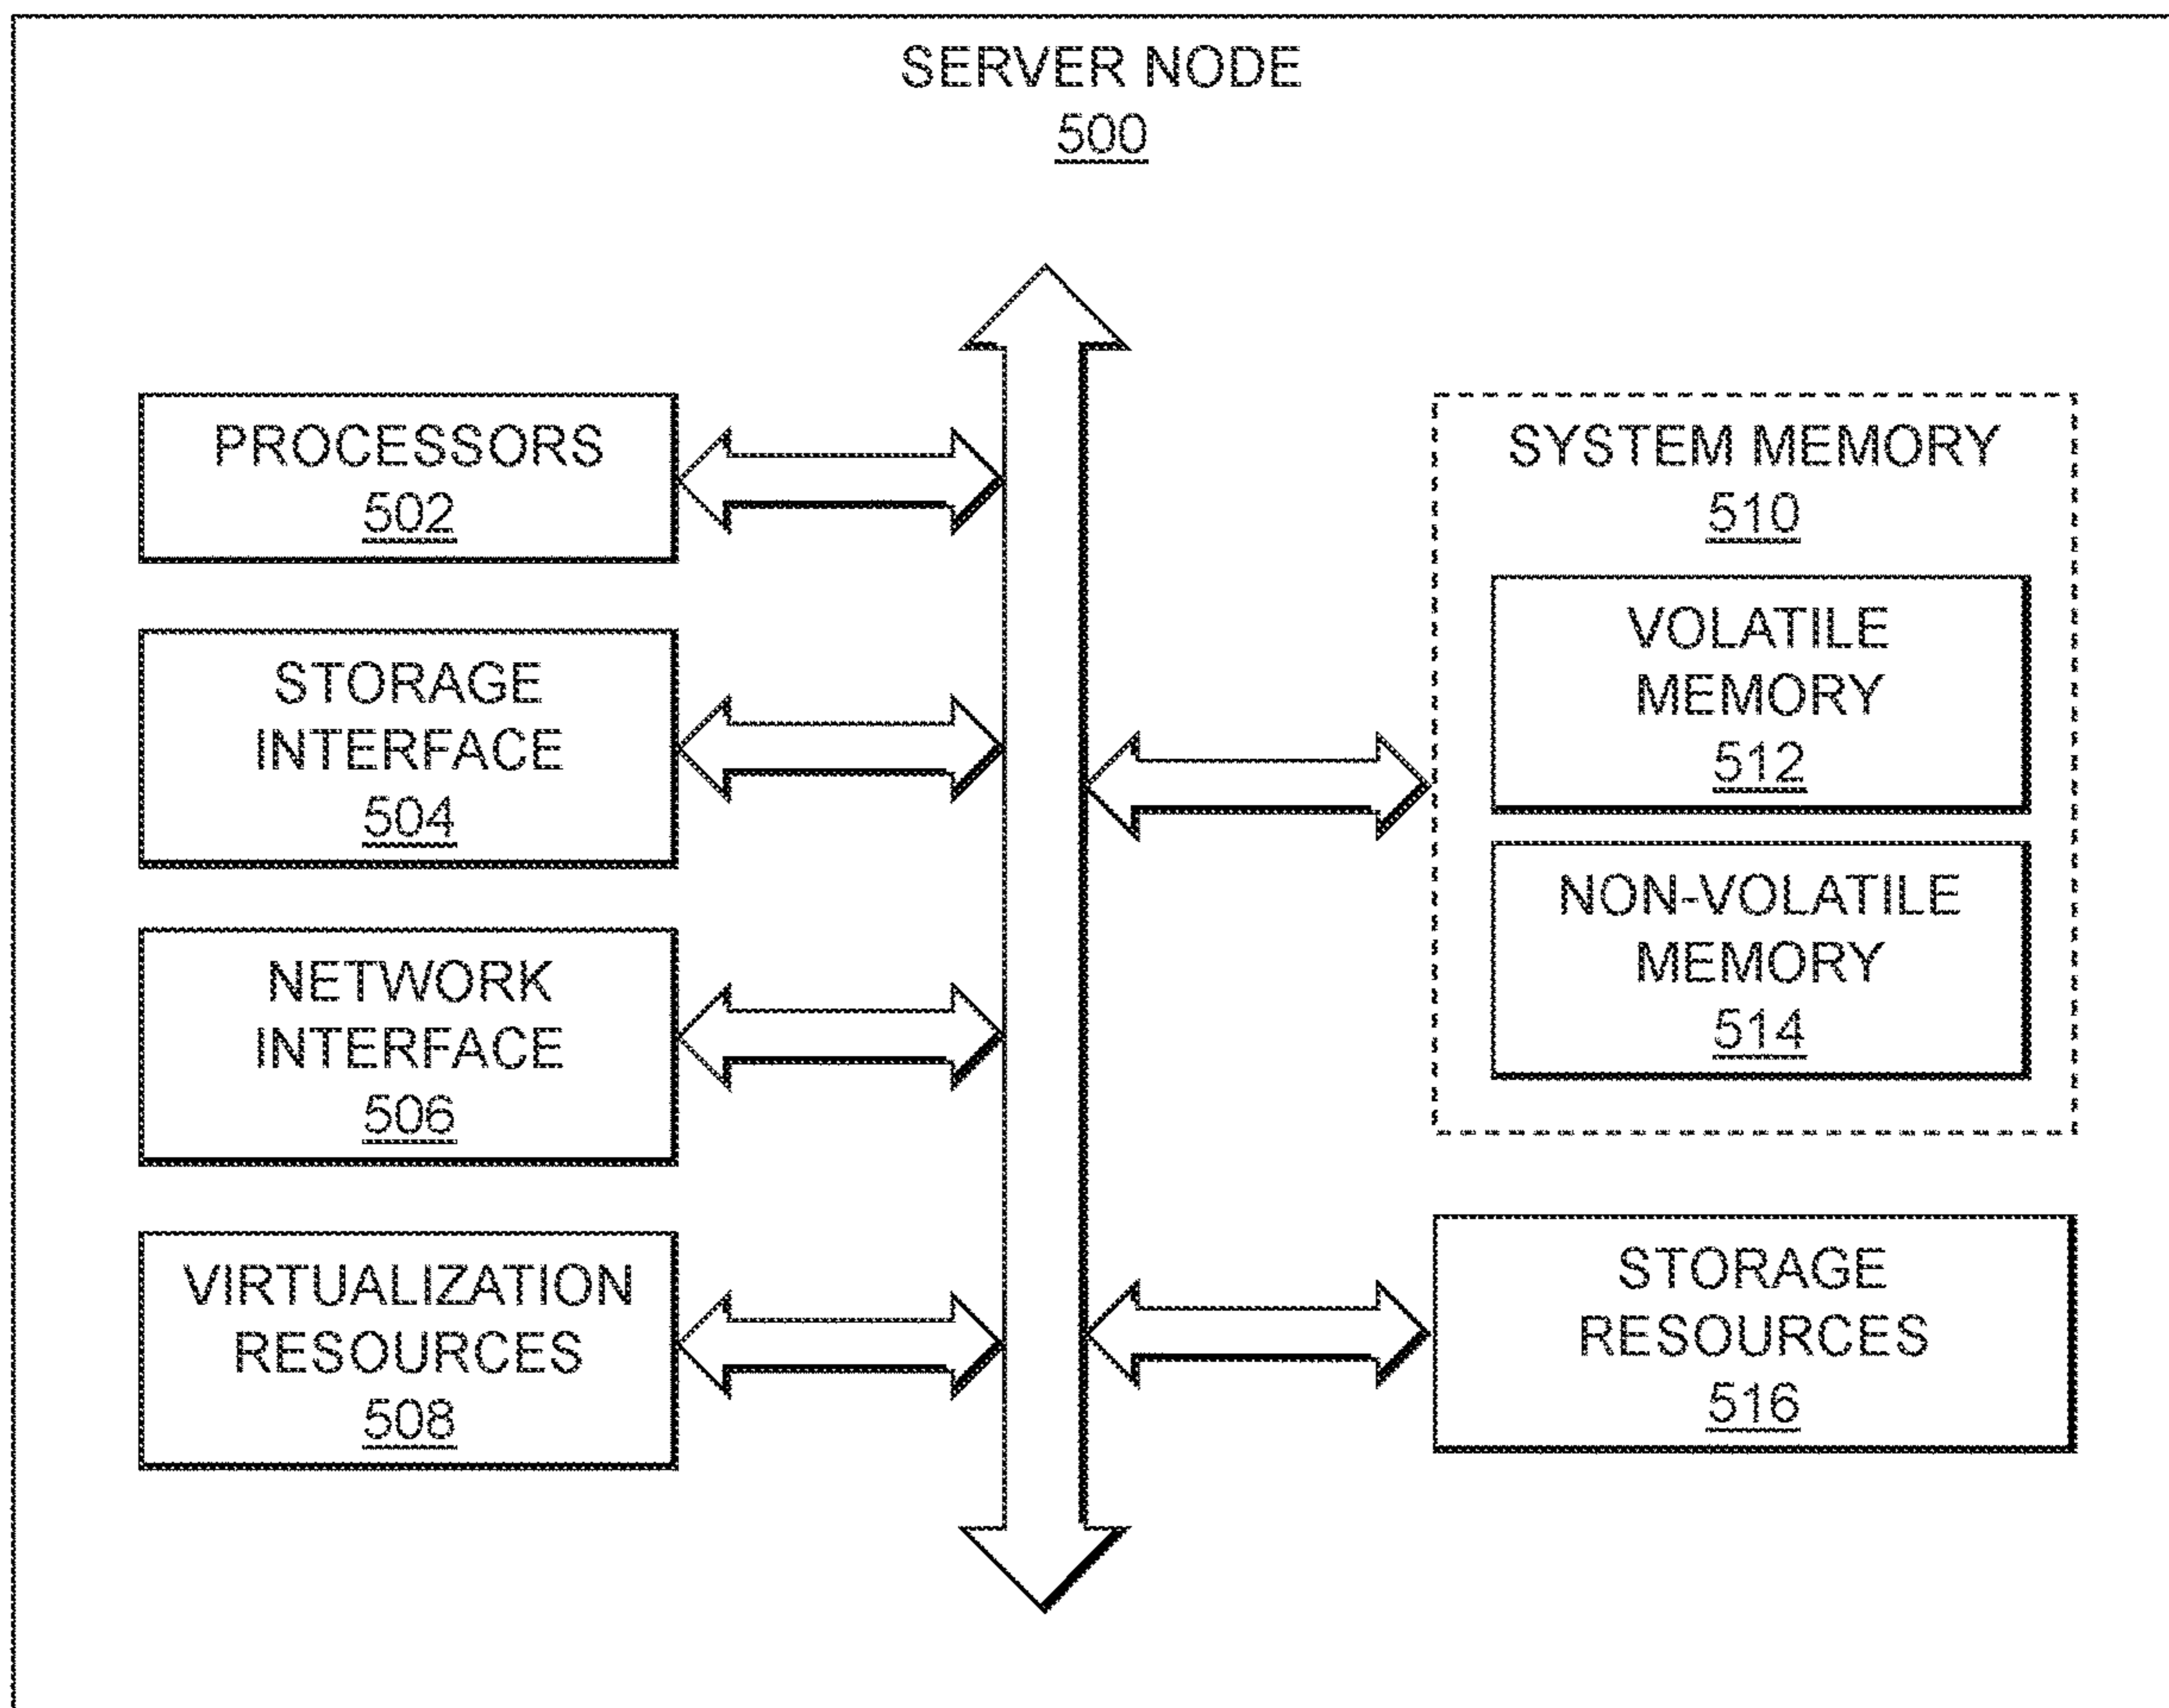 SERVER NODE
500
PROCESSORS
502
STORAGE
INTERFACE
504
NETWORK
INTERFACE
506
VIRTUALIZATION
RESOURCES
508
SYSTEM MEMORY
510
VOLATILE
MEMORY
512
NON-VOLATILE
MEMORY
514
STORAGE
RESOURCES
516